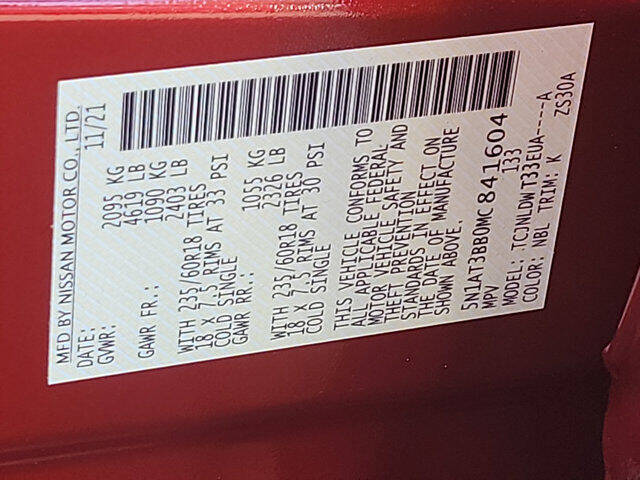 MFD BY NISSAN MOTOR CO., LTD.
DATE: 11/21
GVWR: 2095 KG
4619 LB
GAWR FR.: 1090 KG
2403 LB
WITH 235/60R18 TIRES
18 X 7.5 RIMS AT 33 PSI
COLD SINGLE
GAWR RR.: 1055 KG
2326 LB
WITH 235/60R18 TIRES
18 X 7.5 RIMS AT 30 PSI
COLD SINGLE
THIS VEHICLE CONFORMS TO
ALL APPLICABLE FEDERAL
MOTOR VEHICLE SAFETY AND
THEFT PREVENTION
STANDARDS IN EFFECT ON
THE DATE OF MANUFACTURE
SHOWN ABOVE.
5N1AT3BB0MC841604
MPV 133
MODEL: TCJNLDWT33EUA----A
COLOR: NBL TRIM: K ZS30A